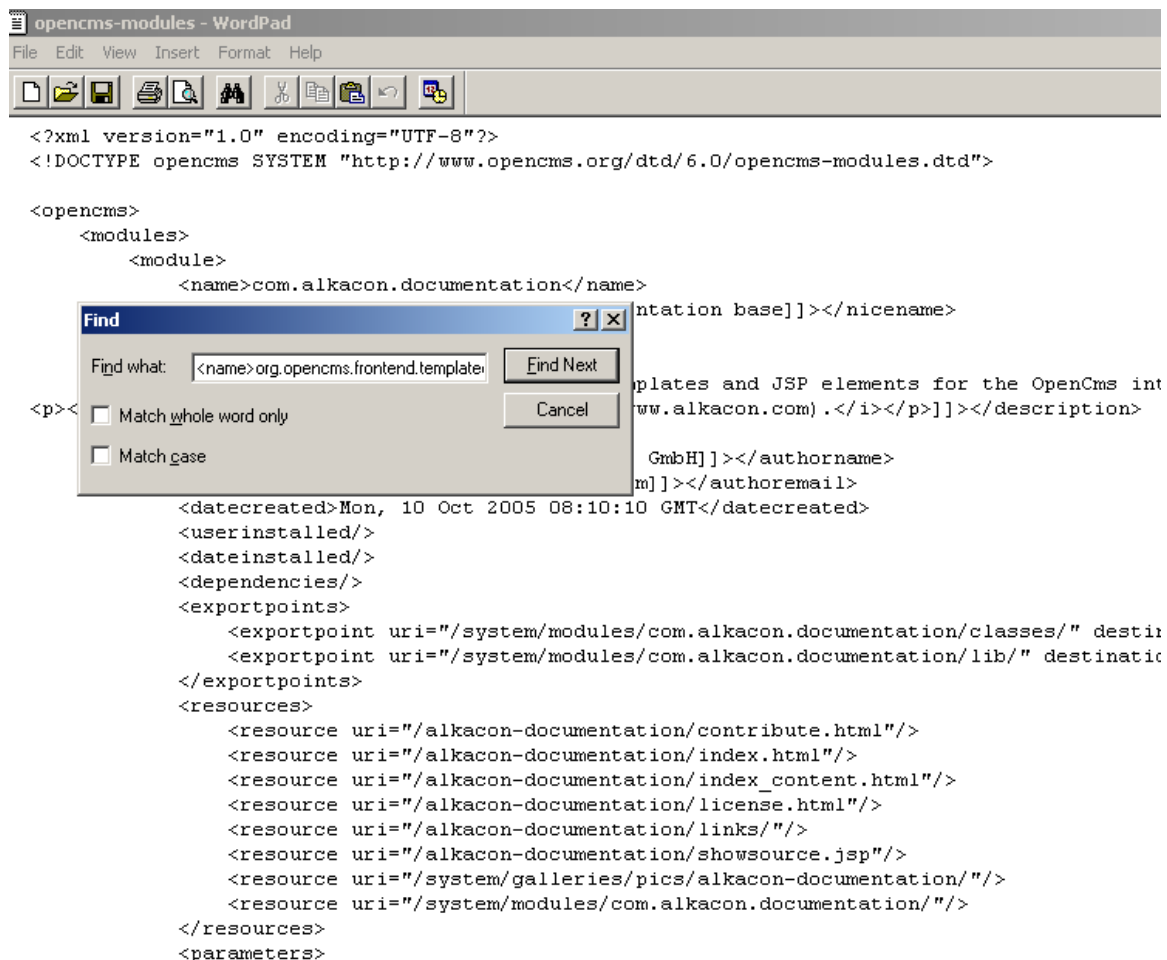 opencms-modules - WordPad
File Edit View Insert Format Help
<?xml version="1.0" encoding="UTF-8"?>
<!DOCTYPE opencms SYSTEM "http://www.opencms.org/dtd/6.0/opencms-modules.dtd">
<opencms>
<modules>
<module>
<name>com.alkacon.documentation</name>
ntation base]]></nicename>
Find
Find what: <name>org.opencms.frontend.template Find Next
plates and JSP elements for the OpenCms int
<p>< Match whole word only Cancel ww.alkacon.com).</i></p>]]></description>
Match case
GmbH]]></authorname>
m]]></authoremail>
<datecreated>Mon, 10 Oct 2005 08:10:10 GMT</datecreated>
<userinstalled/>
<dateinstalled/>
<dependencies/>
<exportpoints>
<exportpoint uri="/system/modules/com.alkacon.documentation/classes/" destin
<exportpoint uri="/system/modules/com.alkacon.documentation/lib/" destinatio
</exportpoints>
<resources>
<resource uri="/alkacon-documentation/contribute.html"/>
<resource uri="/alkacon-documentation/index.html"/>
<resource uri="/alkacon-documentation/index_content.html"/>
<resource uri="/alkacon-documentation/license.html"/>
<resource uri="/alkacon-documentation/links/"/>
<resource uri="/alkacon-documentation/showsource.jsp"/>
<resource uri="/system/galleries/pics/alkacon-documentation/"/>
<resource uri="/system/modules/com.alkacon.documentation/"/>
</resources>
<parameters>